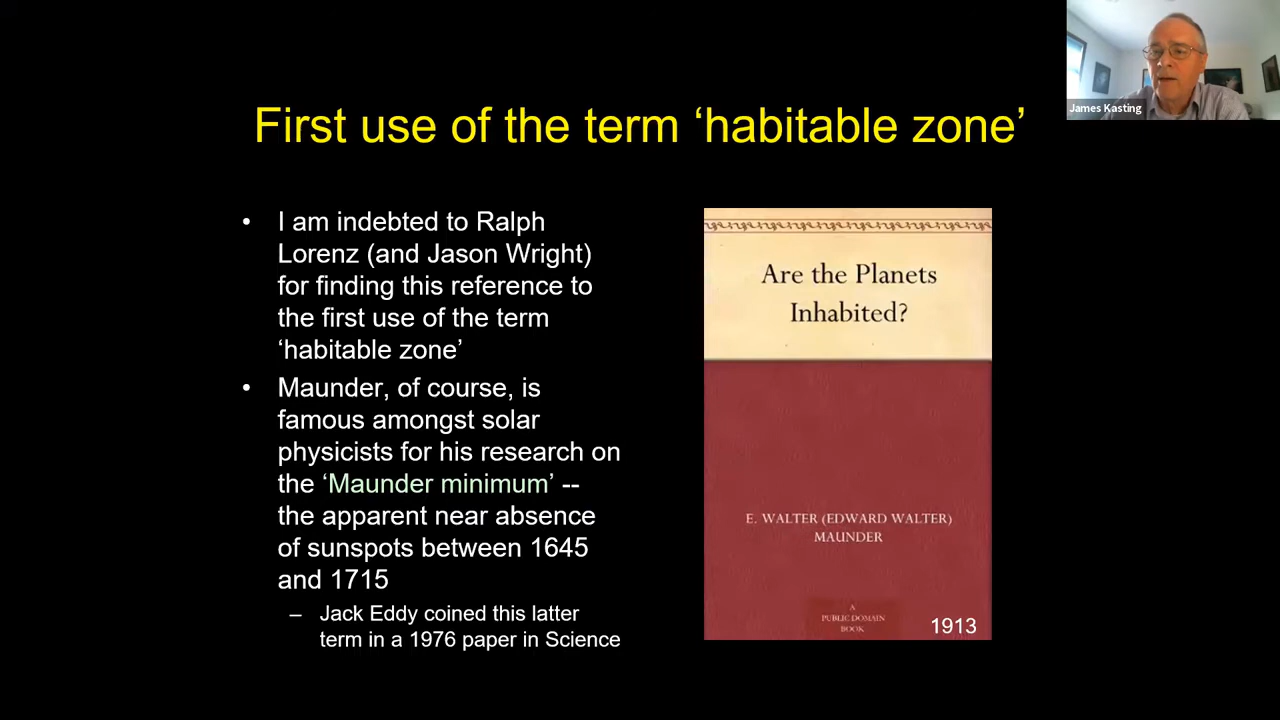 James Kasting
First use of the term ‘habitable zone’
• I am indebted to Ralph
Lorenz (and Jason Wright)
for finding this reference to
the first use of the term
‘habitable zone’
• Maunder, of course, is
famous amongst solar
physicists for his research on
the ‘Maunder minimum’ --
the apparent near absence
of sunspots between 1645
and 1715
– Jack Eddy coined this latter
term in a 1976 paper in Science
Are the Planets
Inhabited?
E. WALTER (EDWARD WALTER)
MAUNDER
A
PUBLIC DOMAIN
BOOK
1913